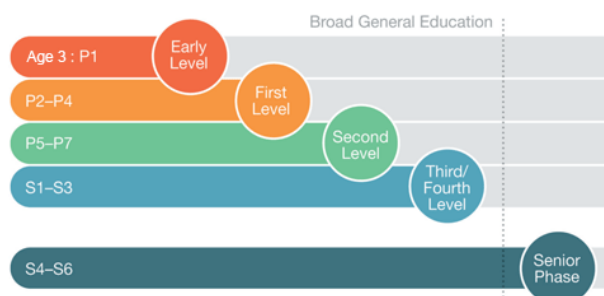 Broad General Education
Age 3 : P1
Early
Level
P2–P4
First
Level
P5–P7
Second
Level
S1–S3
Third/
Fourth
Level
S4–S6
Senior
Phase